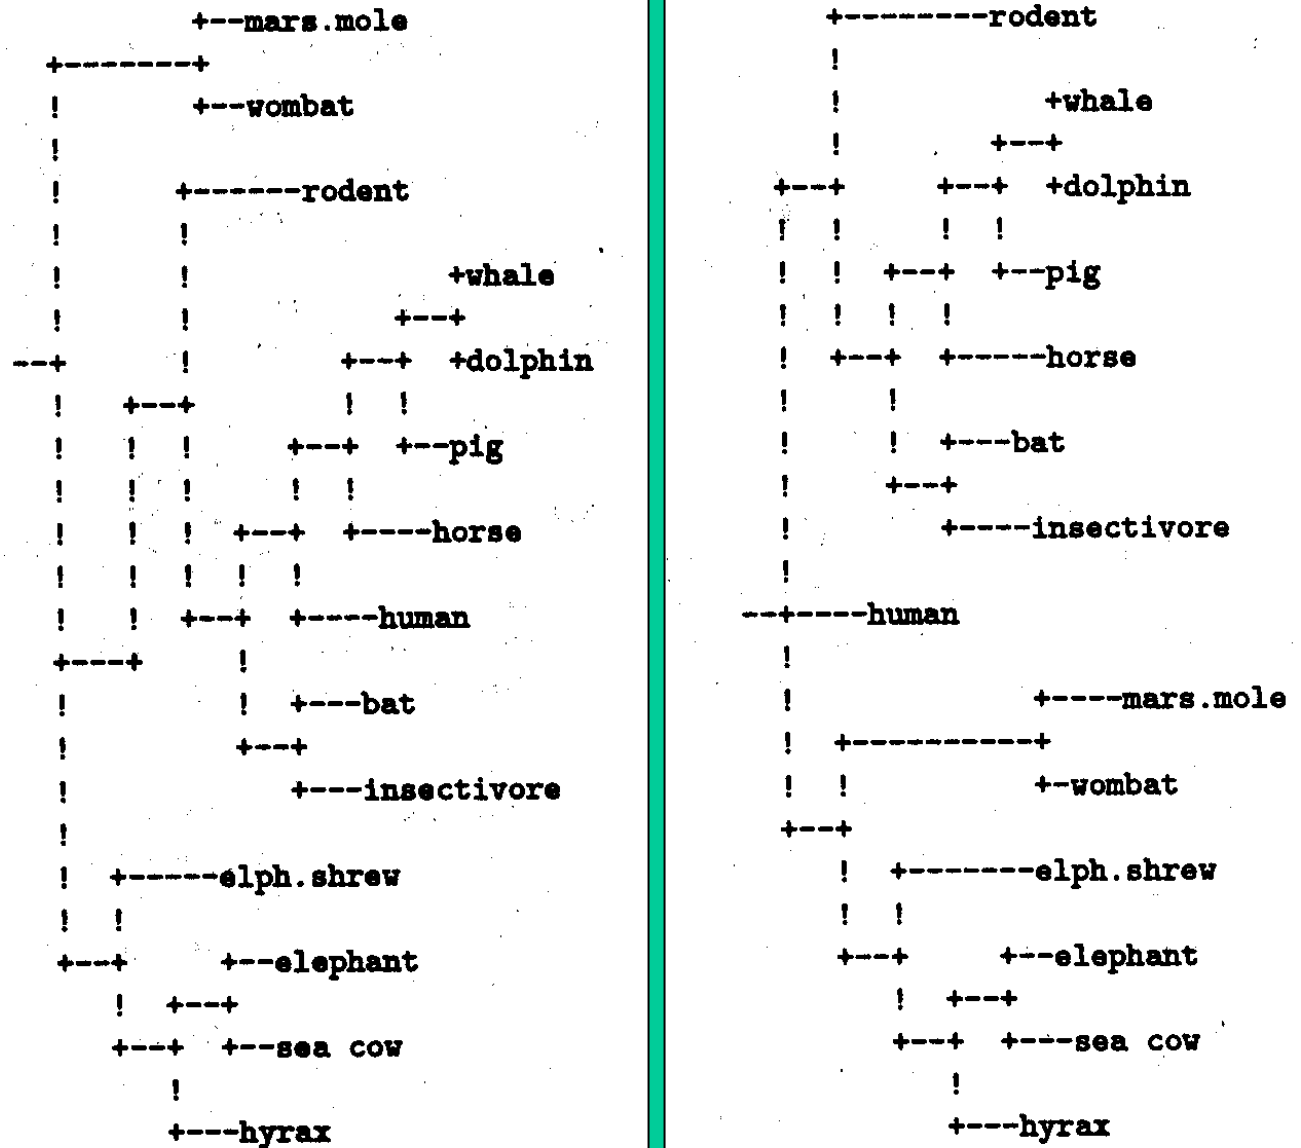 mars.mole
wombat
rodent
whale
dolphin
pig
horse
human
bat
insectivore
elph.shrew
elephant
sea cow
hyrax
rodent
whale
dolphin
pig
horse
bat
insectivore
human
mars.mole
wombat
elph.shrew
elephant
sea cow
hyrax